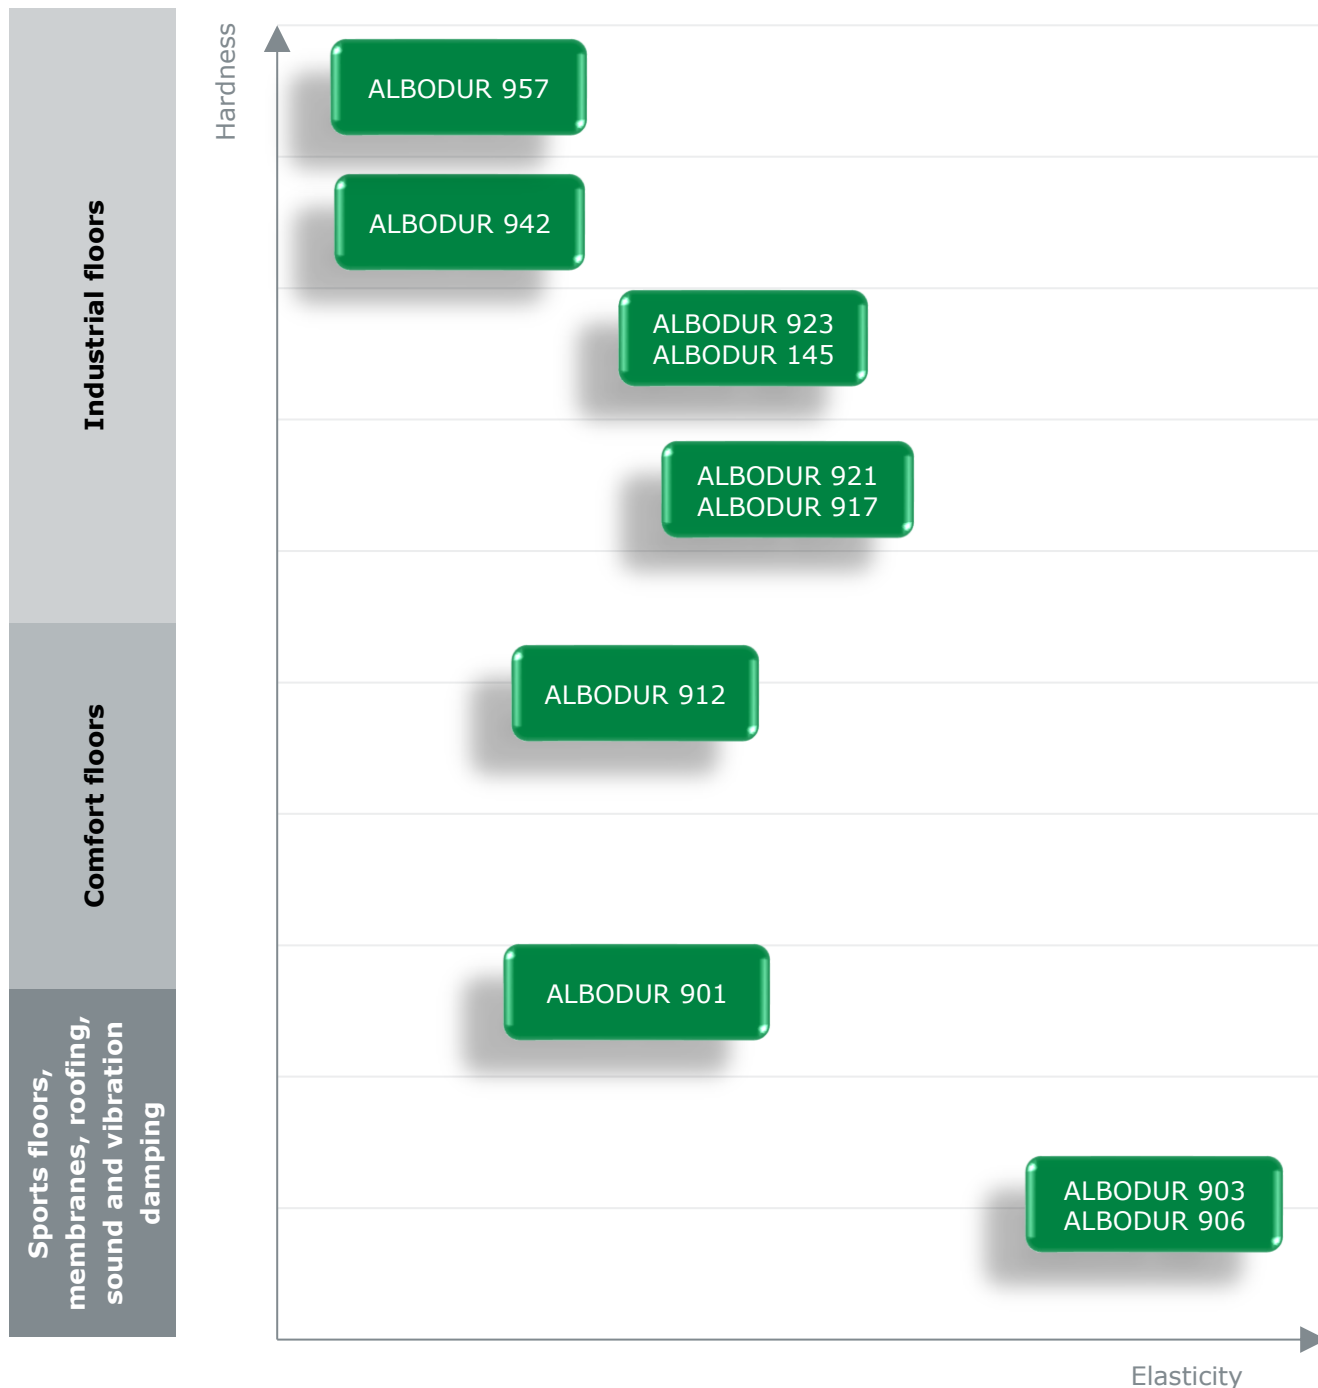 Hardness
Industrial floors
Comfort floors
Sports floors,
membranes, roofing,
sound and vibration
damping
ALBODUR 957
ALBODUR 942
ALBODUR 923
ALBODUR 145
ALBODUR 921
ALBODUR 917
ALBODUR 912
ALBODUR 901
ALBODUR 903
ALBODUR 906
Elasticity